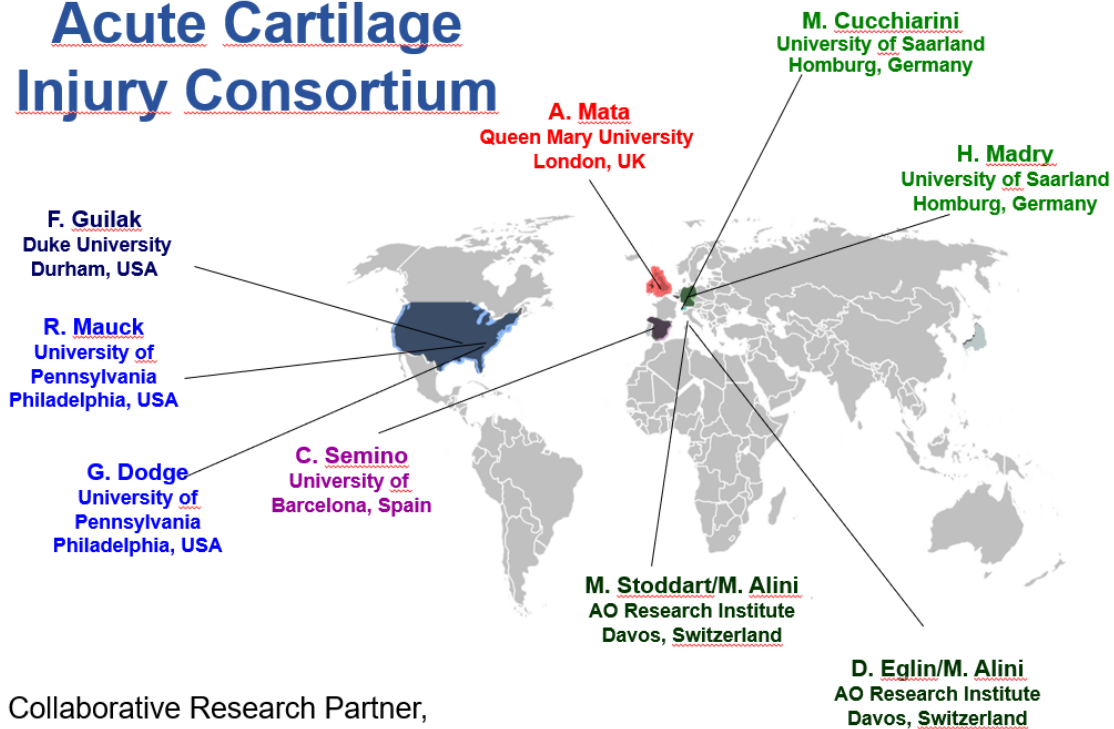 Acute Cartilage
Injury Consortium
M. Cucchiarini
University of Saarland
Homburg, Germany
A. Mata
Queen Mary University
London, UK
H. Madry
University of Saarland
Homburg, Germany
F. Guilak
Duke University
Durham, USA
R. Mauck
University of
Pennsylvania
Philadelphia, USA
G. Dodge
University of
Pennsylvania
Philadelphia, USA
C. Semino
University of
Barcelona, Spain
M. Stoddart/M. Alini
AO Research Institute
Davos, Switzerland
D. Eglin/M. Alini
AO Research Institute
Davos, Switzerland
Collaborative Research Partner,